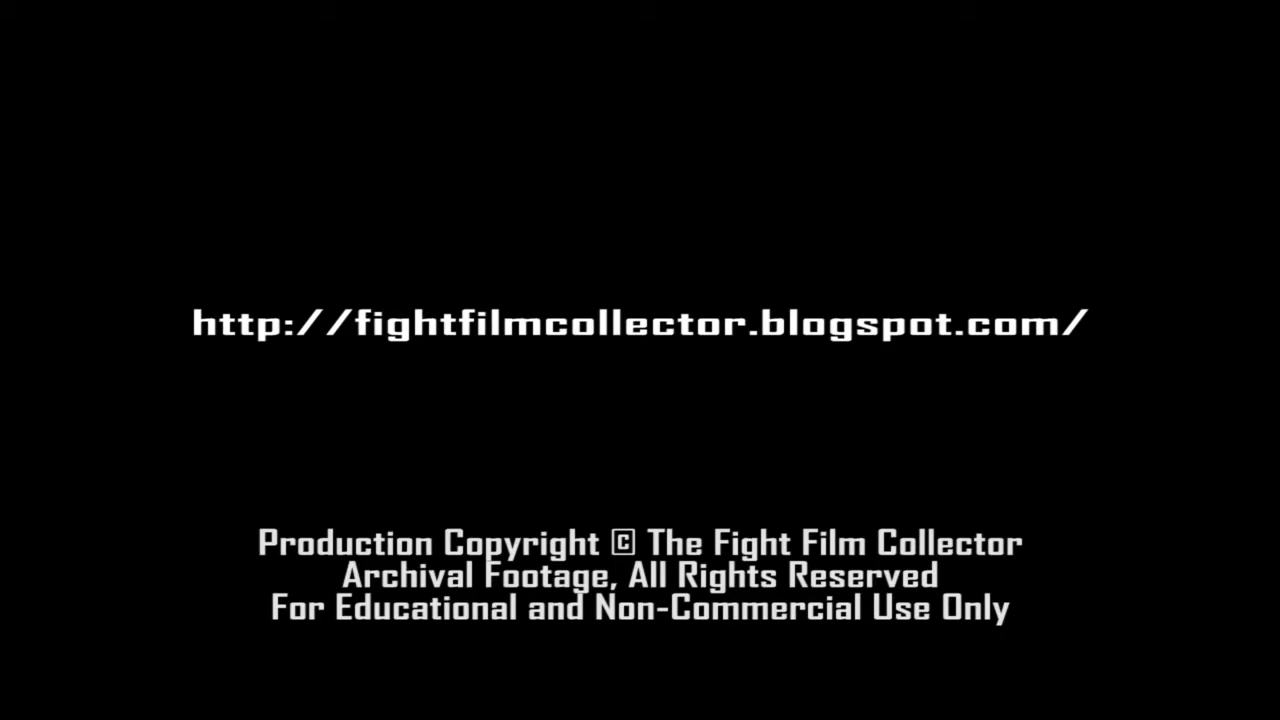 http://fightfilmcollector.blogspot.com/
Production Copyright © The Fight Film Collector
Archival Footage, All Rights Reserved
For Educational and Non-Commercial Use Only